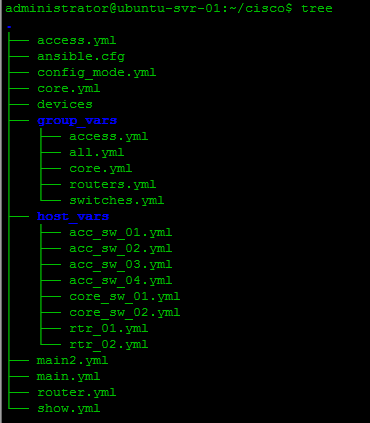 administrator@ubuntu-svr-01:~/cisco$ tree
.
├── access.yml
├── ansible.cfg
├── config_mode.yml
├── core.yml
├── devices
├── group_vars
│   ├── access.yml
│   ├── all.yml
│   ├── core.yml
│   ├── routers.yml
│   └── switches.yml
├── host_vars
│   ├── acc_sw_01.yml
│   ├── acc_sw_02.yml
│   ├── acc_sw_03.yml
│   ├── acc_sw_04.yml
│   ├── core_sw_01.yml
│   ├── core_sw_02.yml
│   ├── rtr_01.yml
│   └── rtr_02.yml
├── main2.yml
├── main.yml
├── router.yml
└── show.yml